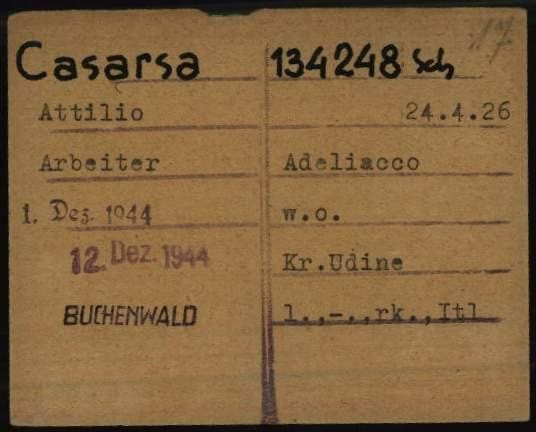 17
Casarsa 134248 Sch
Attilio 24.4.26
Arbeiter Adeliacco
1. Dez. 1944 w.o.
12. Dez. 1944 Kr.Udine
BUCHENWALD l.,-.,rk.,Itl